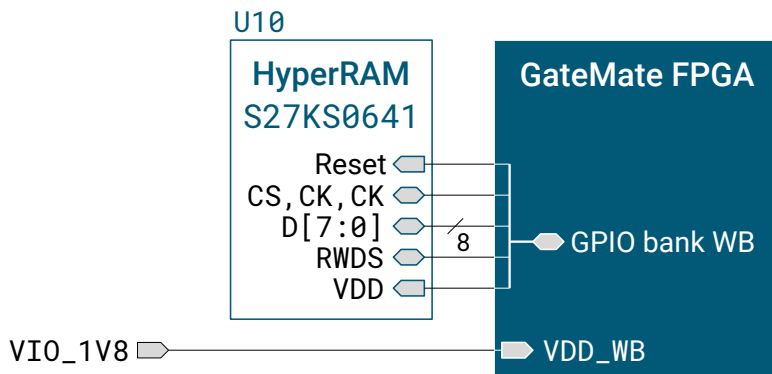 U10
HyperRAM
S27KS0641
GateMate FPGA
Reset
CS,CK,CK
D[7:0]
8
RWDS
VDD
GPIO bank WB
VIO_1V8
VDD_WB